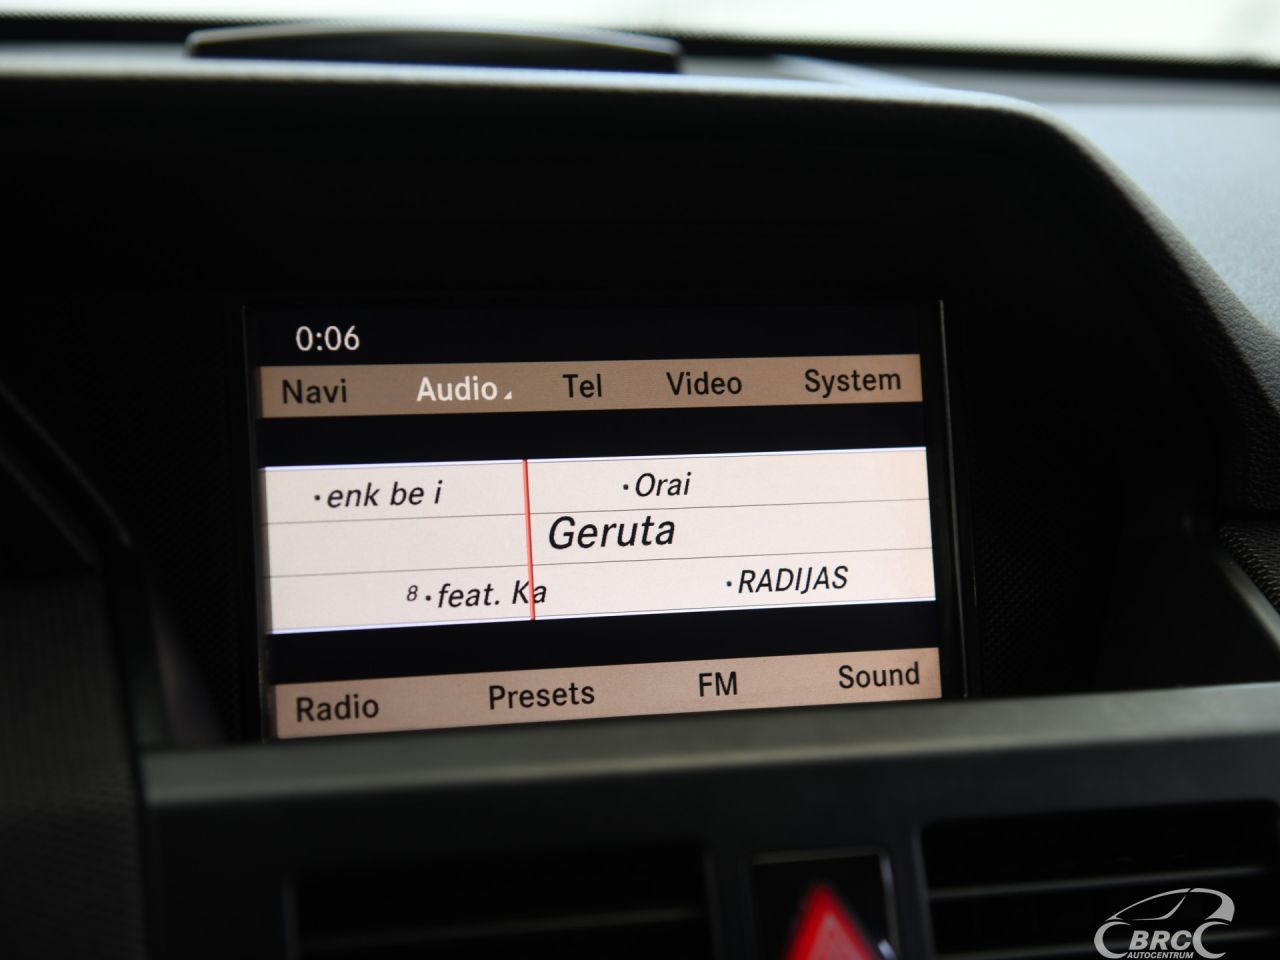 0:06
Navi Audio Tel Video System
·enk be i ·Orai
Geruta
8·feat. Ka ·RADIJAS
Radio Presets FM Sound
BRC
AUTOCENTRUM